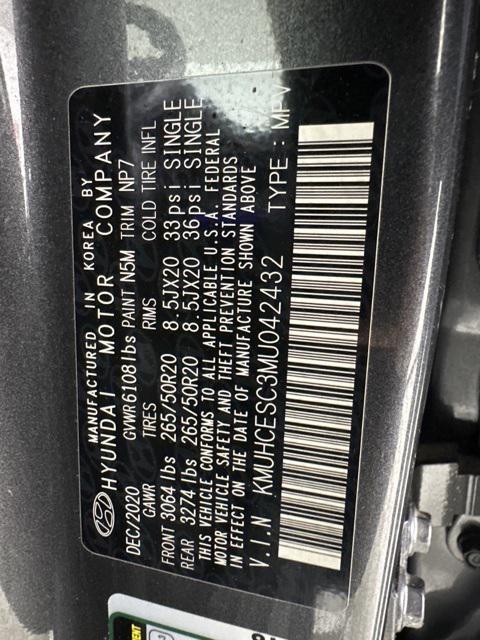 MANUFACTURED IN KOREA BY
HYUNDAI MOTOR COMPANY
DEC/2020 GVWR6108lbs PAINT N5M TRIM NP7
GAWR TIRES RIMS COLD TIRE INFL
FRONT 3064 lbs 265/50R20 8.5JX20 33psi SINGLE
REAR 3274 lbs 265/50R20 8.5JX20 36psi SINGLE
THIS VEHICLE CONFORMS TO ALL APPLICABLE U.S.A. FEDERAL
MOTOR VEHICLE SAFETY AND THEFT PREVENTION STANDARDS
IN EFFECT ON THE DATE OF MANUFACTURE SHOWN ABOVE
V.I.N KMUHCESC3MU042432 TYPE : MPV